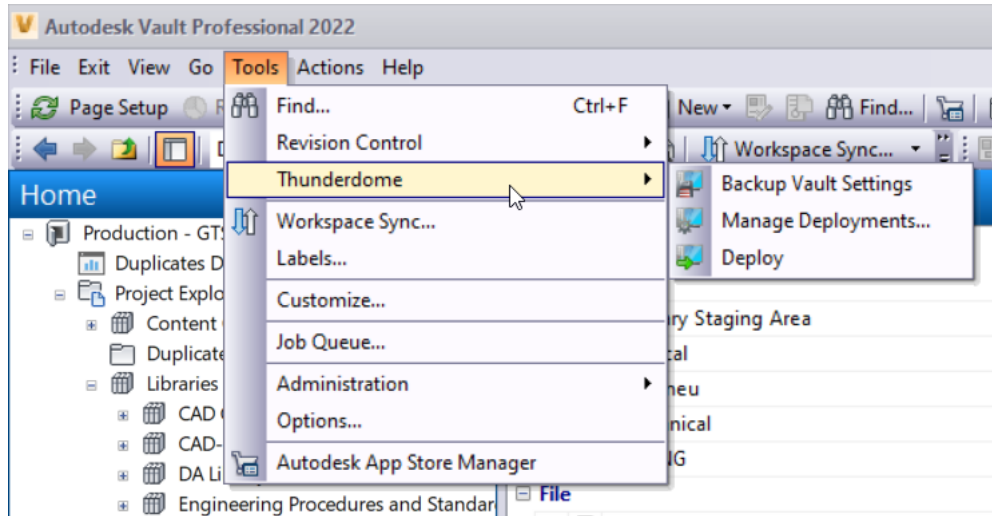 Autodesk Vault Professional 2022
File Exit View Go Tools Actions Help
Page Setup New Find...
Workspace Sync...
Find... Ctrl+F
Revision Control
Thunderdome
Workspace Sync...
Labels...
Customize...
Job Queue...
Administration
Options...
Autodesk App Store Manager
Backup Vault Settings
Manage Deployments...
Deploy
Home
Production - GTS
Duplicates D
Project Explo
Content
Duplicate
Libraries
CAD
CAD-
DA Li
Engineering Procedures and Standar
ry Staging Area
cal
neu
nical
NG
File